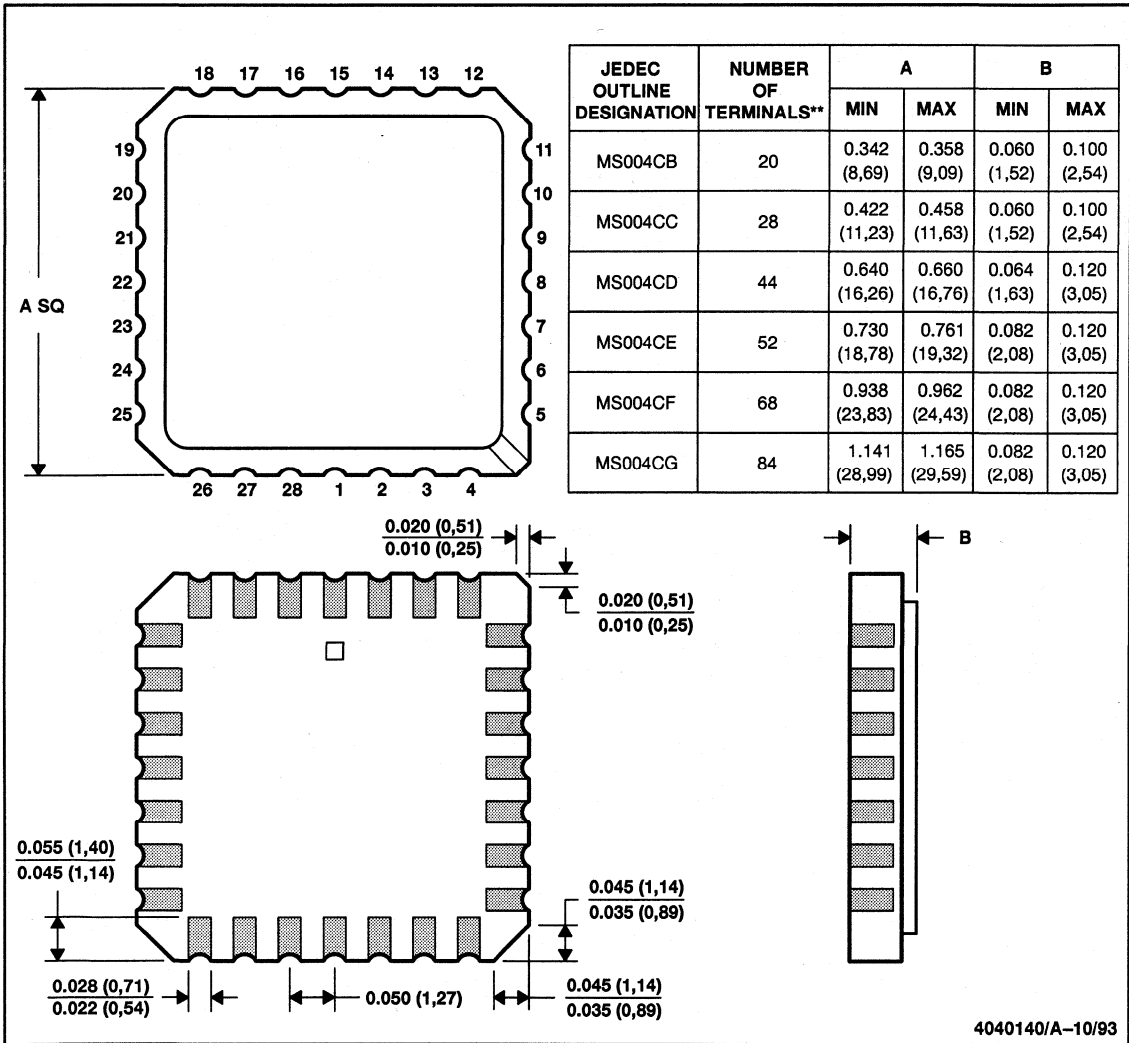 18 17 16 15 14 13 12
19
20
21
22
23
24
25
11
10
9
8
7
6
5
26 27 28 1 2 3 4
A SQ
JEDEC OUTLINE DESIGNATION NUMBER OF TERMINALS** A B
MIN MAX MIN MAX
MS004CB 20 0.342 (8,69) 0.358 (9,09) 0.060 (1,52) 0.100 (2,54)
MS004CC 28 0.422 (11,23) 0.458 (11,63) 0.060 (1,52) 0.100 (2,54)
MS004CD 44 0.640 (16,26) 0.660 (16,76) 0.064 (1,63) 0.120 (3,05)
MS004CE 52 0.730 (18,78) 0.761 (19,32) 0.082 (2,08) 0.120 (3,05)
MS004CF 68 0.938 (23,83) 0.962 (24,43) 0.082 (2,08) 0.120 (3,05)
MS004CG 84 1.141 (28,99) 1.165 (29,59) 0.082 (2,08) 0.120 (3,05)
0.020 (0,51)
0.010 (0,25)
0.020 (0,51)
0.010 (0,25)
B
0.055 (1,40)
0.045 (1,14)
0.045 (1,14)
0.035 (0,89)
0.028 (0,71)
0.022 (0,54)
0.050 (1,27)
0.045 (1,14)
0.035 (0,89)
4040140/A–10/93